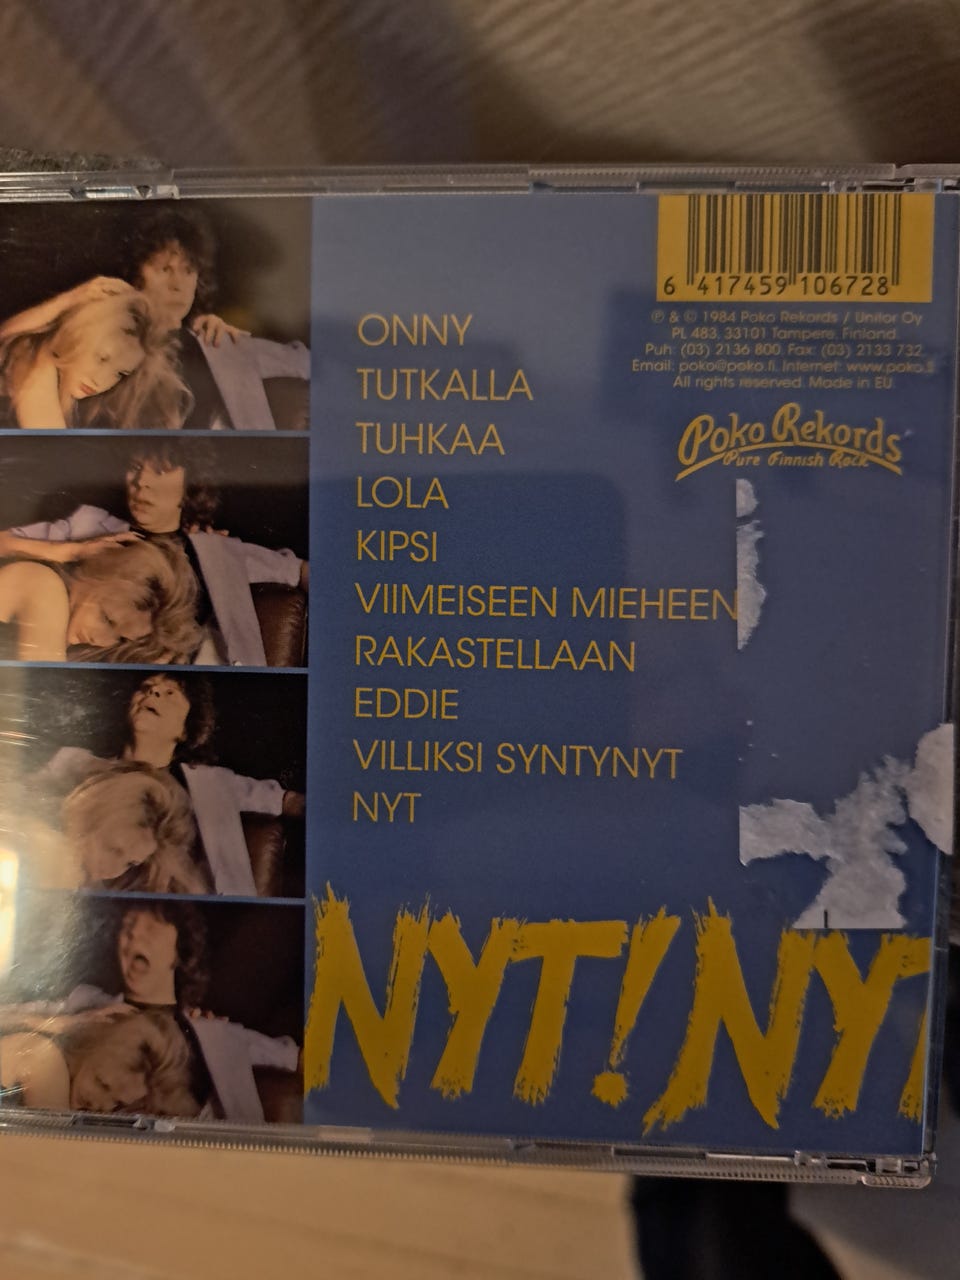 6 417459 106728
℗ & © 1984 Poko Rekords / Unitor Oy
PL 483, 33101 Tampere, Finland
Puh: (03) 2136 800, Fax: (03) 2133 732
Email: poko@poko.fi, Internet: www.poko.fi
All rights reserved. Made in EU.
Poko Rekords
Pure Finnish Rock
ONNY
TUTKALLA
TUHKAA
LOLA
KIPSI
VIIMEISEEN MIEHEEN
RAKASTELLAAN
EDDIE
VILLIKSI SYNTYNYT
NYT
NYT! NYT